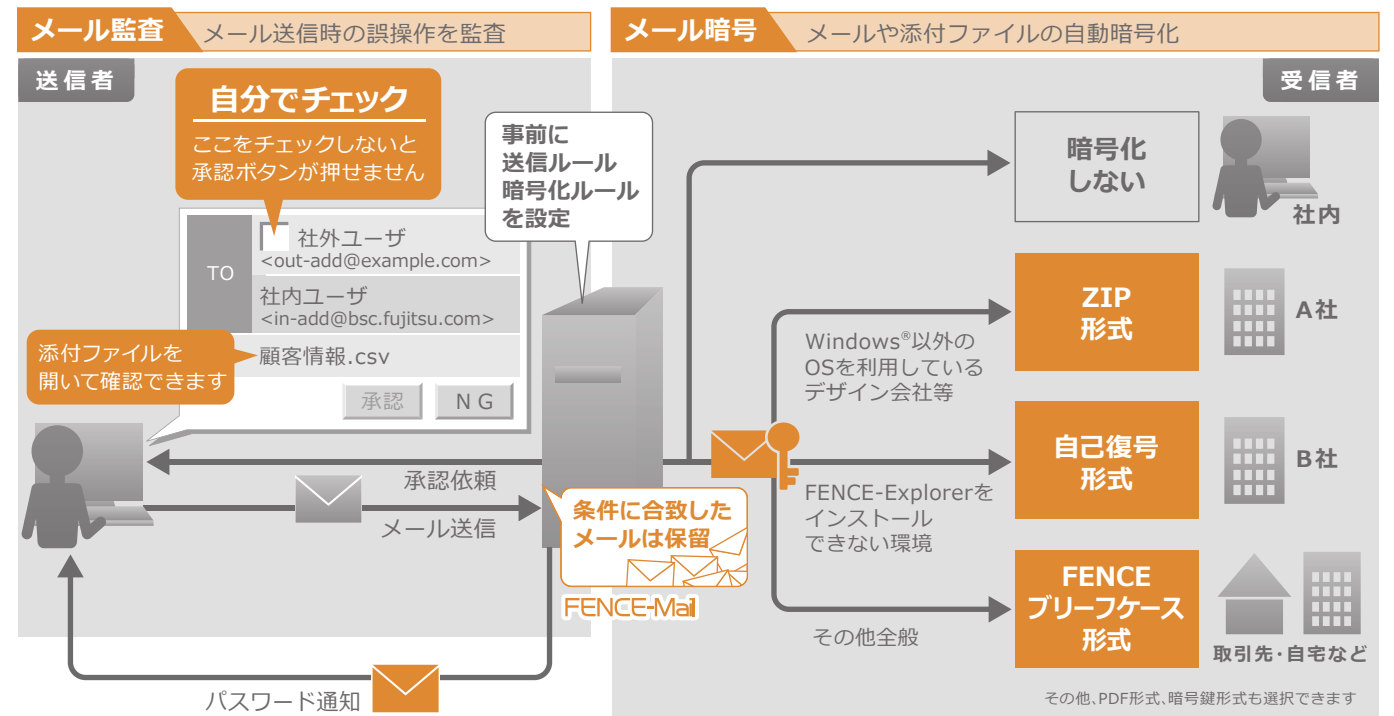 メール監査
メール送信時の誤操作を監査
送信者
自分でチェック
ここをチェックしないと
承認ボタンが押せません
TO
社外ユーザ
<out-add@example.com>
社内ユーザ
<in-add@bsc.fujitsu.com>
顧客情報.csv
承認
NG
添付ファイルを
開いて確認できます
事前に
送信ルール
暗号化ルール
を設定
承認依頼
メール送信
条件に合致した
メールは保留
FENCE-Mail
パスワード通知
メール暗号
メールや添付ファイルの自動暗号化
受信者
暗号化
しない
社内
Windows®以外の
OSを利用している
デザイン会社等
ZIP
形式
A社
FENCE-Explorerを
インストール
できない環境
自己復号
形式
B社
その他全般
FENCE
ブリーフケース
形式
取引先・自宅など
その他、PDF形式、暗号鍵形式も選択できます